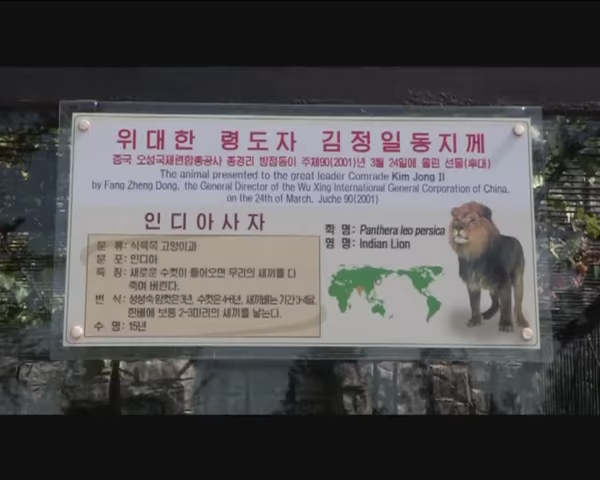 위대한 령도자 김정일동지께
중국 오성국제련합총공사 총경리 방정동이 주체90(2001)년 3월 24일에 올린 선물(후대)
The animal presented to the great leader Comrade Kim Jong Il
by Fang Zheng Dong, the General Director of the Wu Xing International General Corporation of China,
on the 24th of March, Juche 90(2001)
인디아사자
분 류: 식육목 고양이과
분 포: 인디아
특 징: 새로운 수컷이 들어오면 무리의 새끼를 다
죽여 버린다.
번 식: 성성숙암컷은 3년, 수컷은 4-6년, 새끼배는 기간 3-4달,
한배에 보통 2-3마리의 새끼를 낳는다.
수 명: 15년
학 명: Panthera leo persica
영 명: Indian Lion